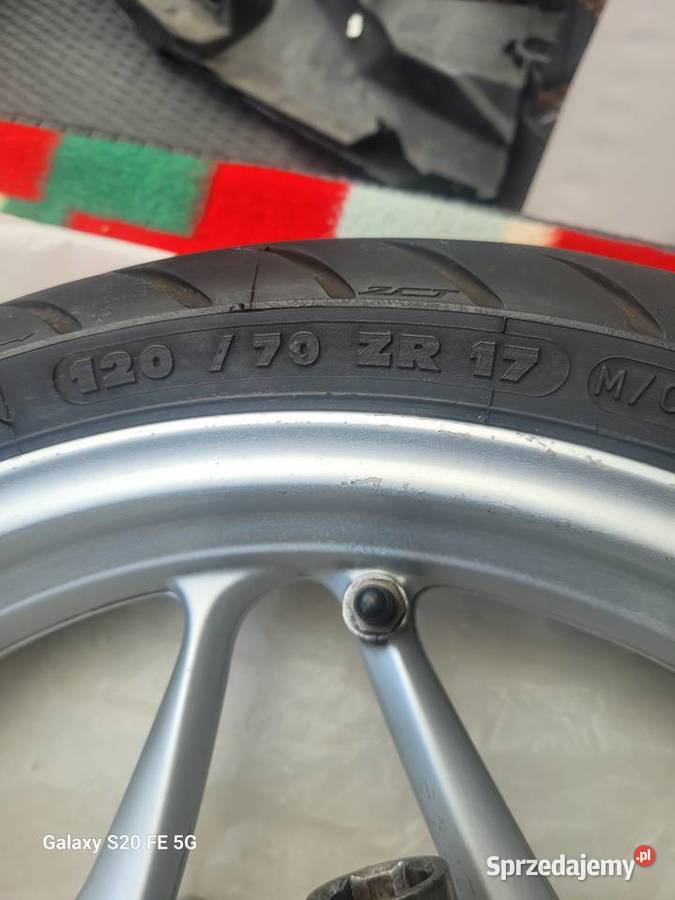 120 / 70 ZR 17 M/C
Galaxy S20 FE 5G
Sprzedajemy.pl